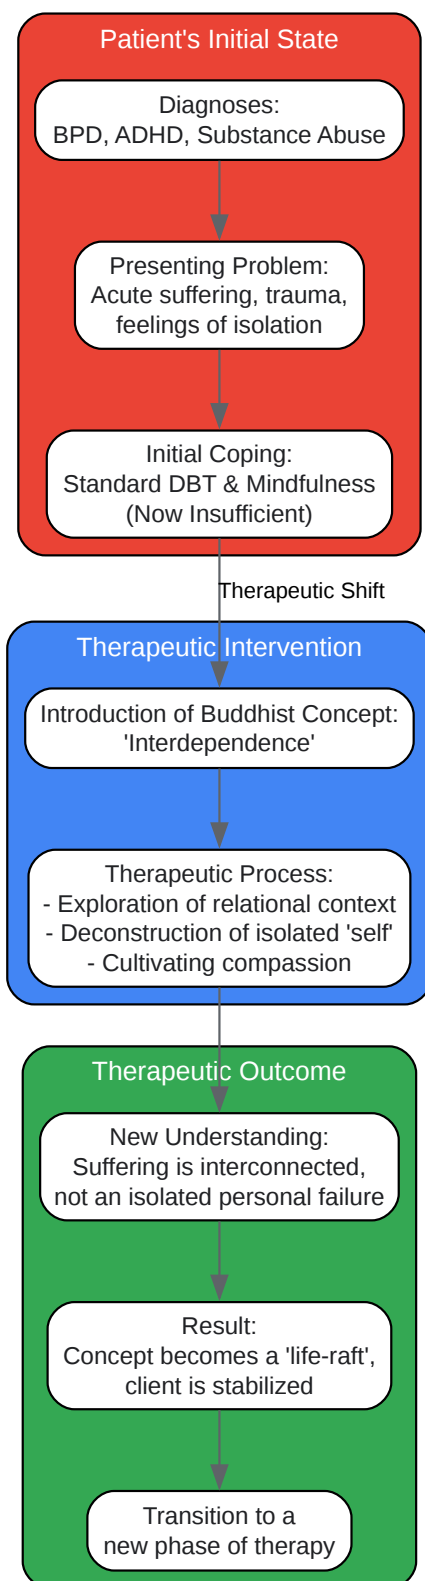 Patient's Initial State
Diagnoses:
BPD, ADHD, Substance Abuse
Presenting Problem:
Acute suffering, trauma,
feelings of isolation
Initial Coping:
Standard DBT & Mindfulness
(Now Insufficient)
Therapeutic Shift
Therapeutic Intervention
Introduction of Buddhist Concept:
'Interdependence'
Therapeutic Process:
- Exploration of relational context
- Deconstruction of isolated 'self'
- Cultivating compassion
Therapeutic Outcome
New Understanding:
Suffering is interconnected,
not an isolated personal failure
Result:
Concept becomes a 'life-raft',
client is stabilized
Transition to a
new phase of therapy